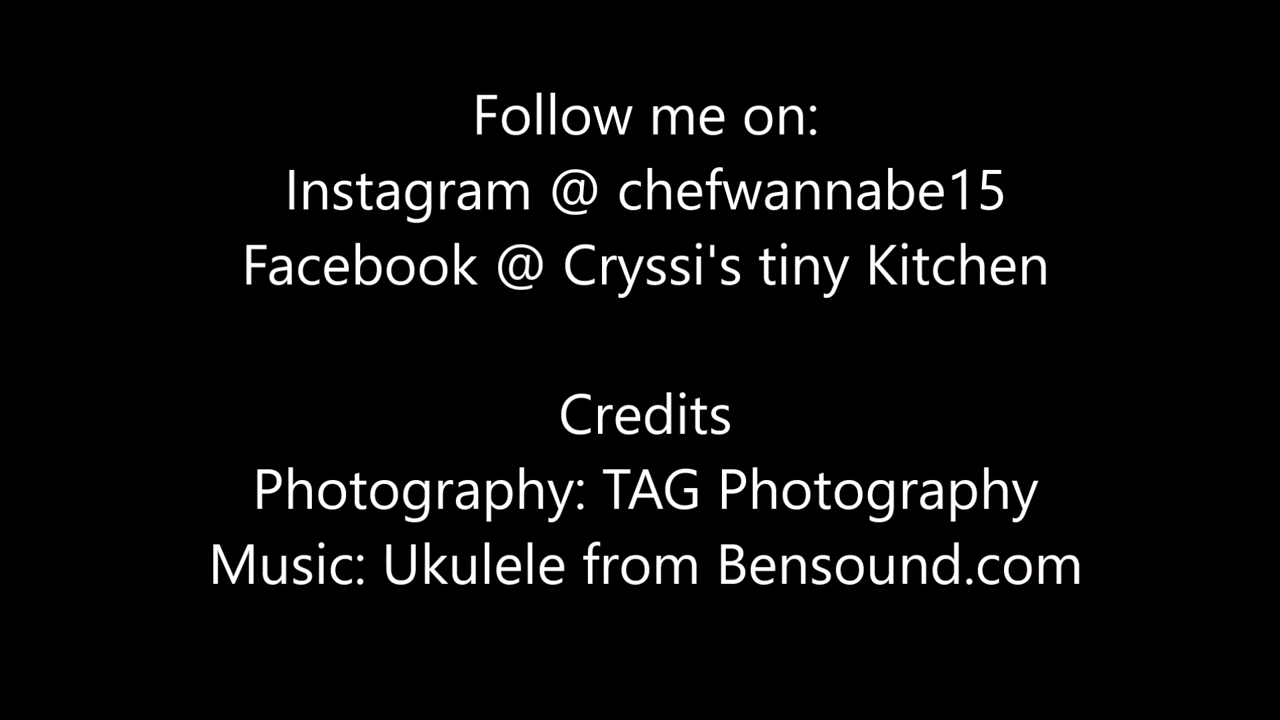 Follow me on:
Instagram @ chefwannabe15
Facebook @ Cryssi's tiny Kitchen
Credits
Photography: TAG Photography
Music: Ukulele from Bensound.com